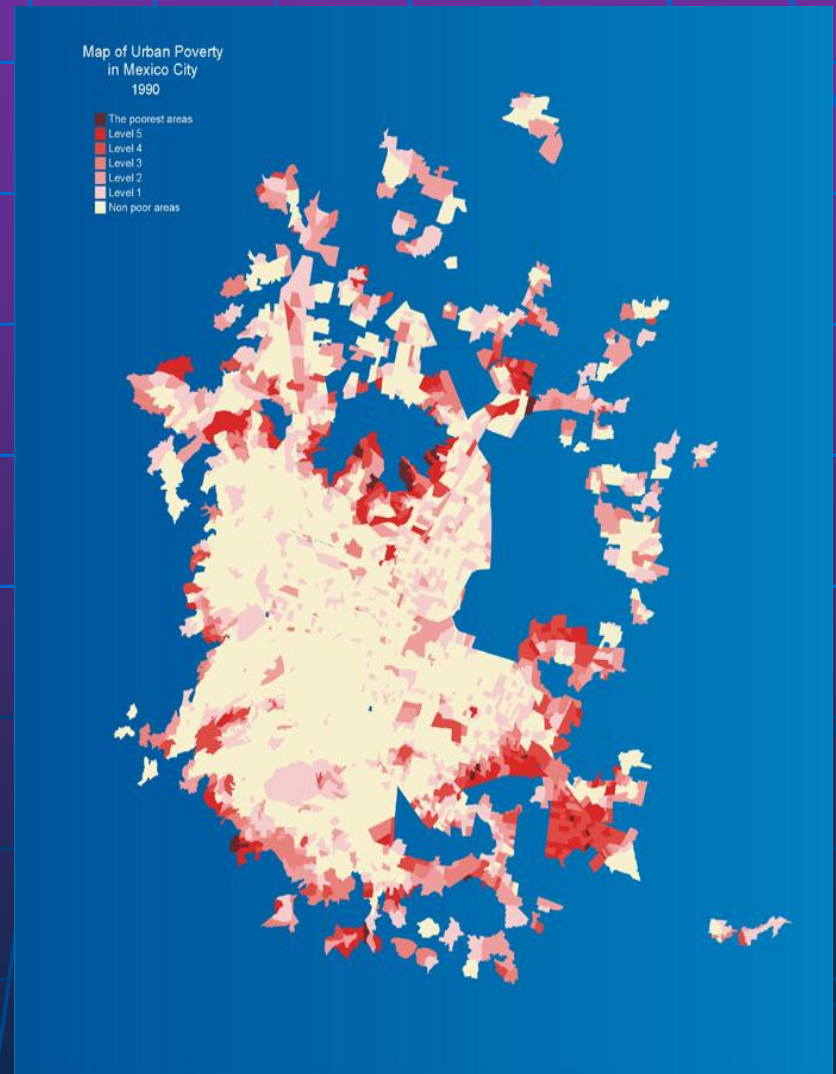 Map of Urban Poverty
in Mexico City
1990
The poorest areas
Level 5
Level 4
Level 3
Level 2
Level 1
Non poor areas